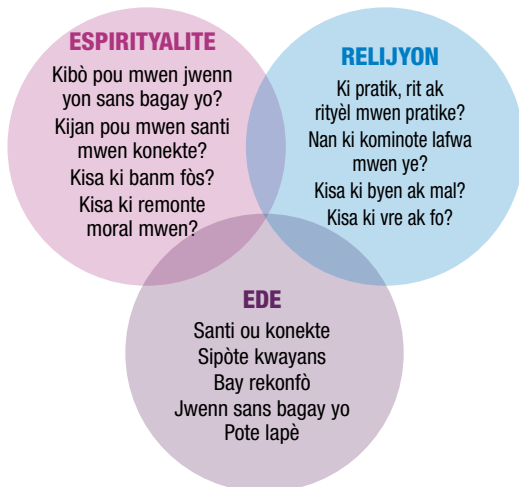 ESPIRITYALITE
Kibò pou mwen jwenn
yon sans bagay yo?
Kijan pou mwen santi
mwen konekte?
Kisa ki banm fòs?
Kisa ki remonte
moral mwen?
RELIJYON
Ki pratik, rit ak
rityèl mwen pratike?
Nan ki kominote lafwa
mwen ye?
Kisa ki byen ak mal?
Kisa ki vre ak fo?
EDE
Santi ou konekte
Sipòte kwayans
Bay rekonfò
Jwenn sans bagay yo
Pote lapè